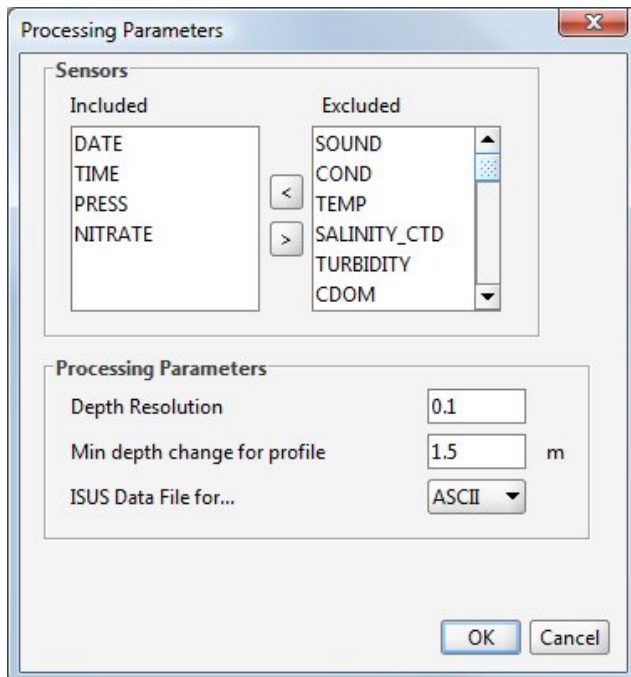 Processing Parameters
Sensors
Included
Excluded
DATE
TIME
PRESS
NITRATE
<
>
SOUND
COND
TEMP
SALINITY_CTD
TURBIDITY
CDOM
Processing Parameters
Depth Resolution 0.1
Min depth change for profile 1.5 m
ISUS Data File for... ASCII
OK Cancel